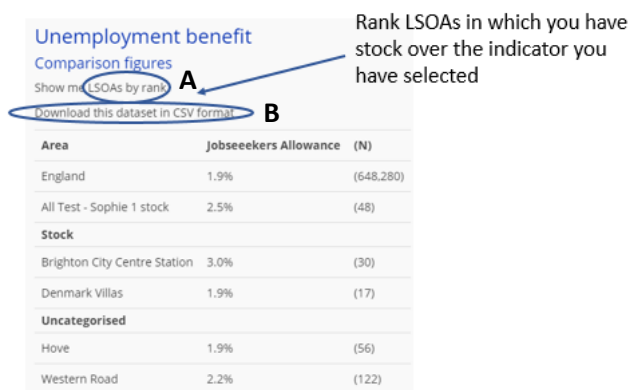 Rank LSOAs in which you have
stock over the indicator you
have selected
Unemployment benefit
Comparison figures
Show me LSOAs by rank A
Download this dataset in CSV format B
Area Jobseeekers Allowance (N)
England 1.9% (648,280)
All Test - Sophie 1 stock 2.5% (48)
Stock
Brighton City Centre Station 3.0% (30)
Denmark Villas 1.9% (17)
Uncategorised
Hove 1.9% (56)
Western Road 2.2% (122)